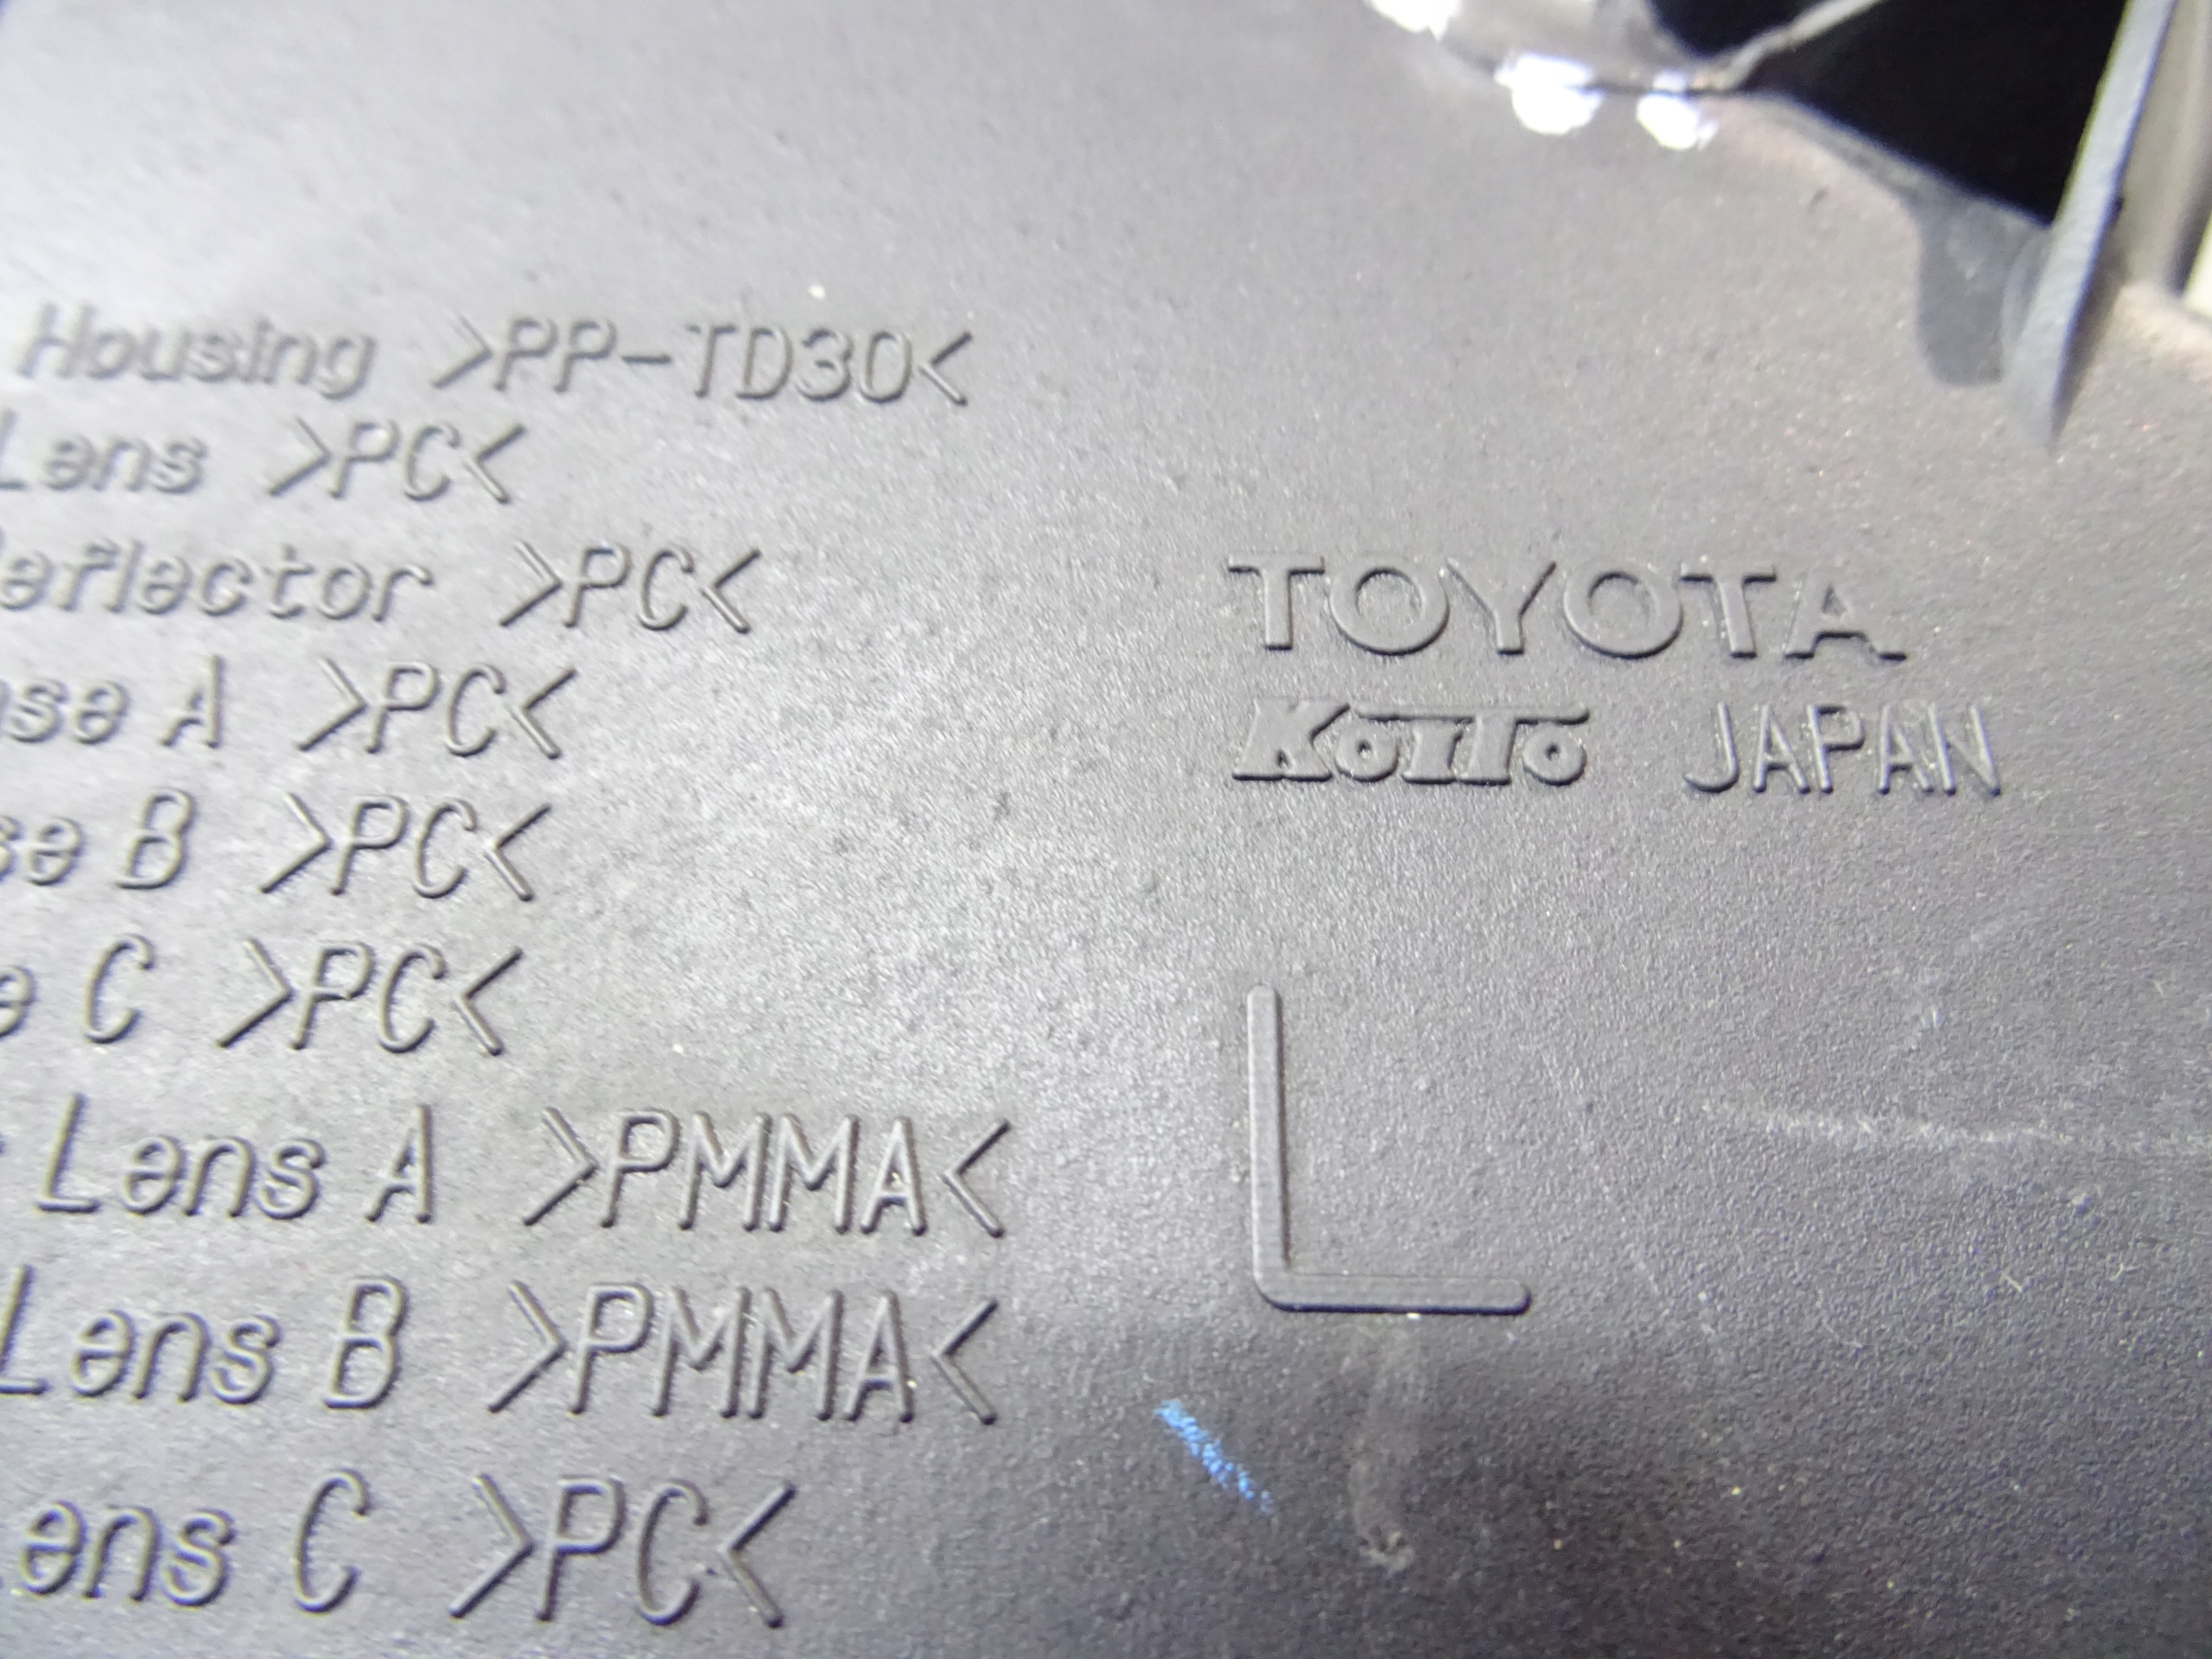 Housing >PP-TD30<
Lens >PC<
eflector >PC<
se A >PC<
se B >PC<
e C >PC<
Lens A >PMMA<
Lens B >PMMA<
ens C >PC<
TOYOTA
KOITO JAPAN
L